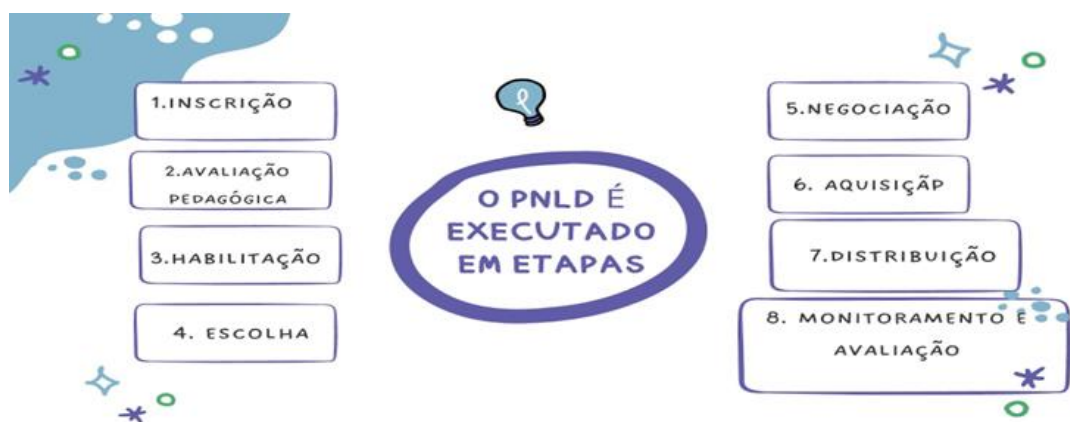 1.INSCRIÇÃO
2.AVALIAÇÃO
PEDAGÓGICA
3.HABILITAÇÃO
4. ESCOLHA
O PNLD É
EXECUTADO
EM ETAPAS
5.NEGOCIAÇÃO
6. AQUISIÇÃP
7.DISTRIBUIÇÃO
8. MONITORAMENTO E
AVALIAÇÃO